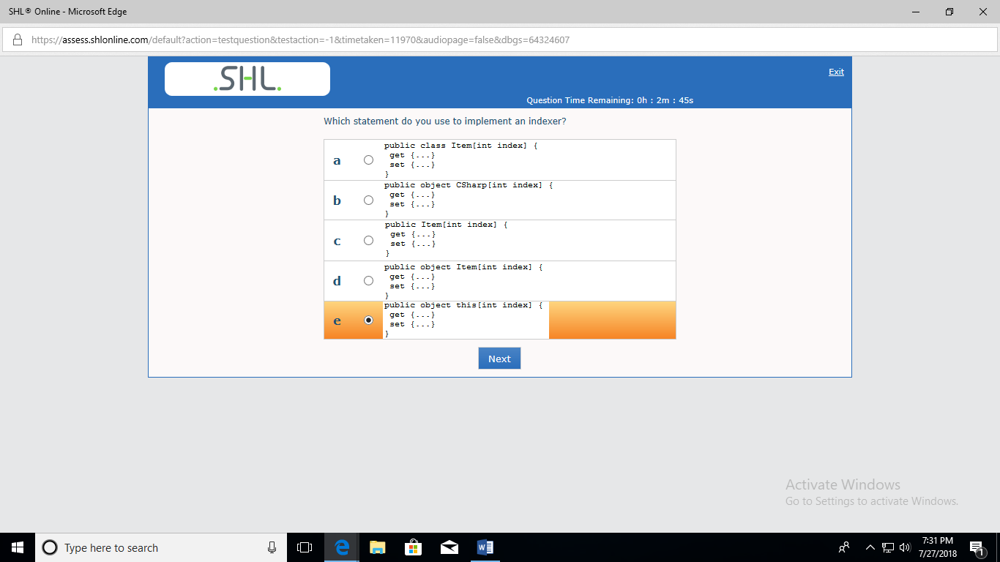 SHL® Online - Microsoft Edge
https://assess.shlonline.com/default?action=testquestion&testaction=-1&timetaken=11970&audiopage=false&dbgs=64324607
.SHL.
Exit
Question Time Remaining: 0h : 2m : 45s
Which statement do you use to implement an indexer?
a
public class Item[int index] {
get {...}
set {...}
}
b
public object CSharp[int index] {
get {...}
set {...}
}
c
public Item[int index] {
get {...}
set {...}
}
d
public object Item[int index] {
get {...}
set {...}
}
e
public object this[int index] {
get {...}
set {...}
}
Next
Activate Windows
Go to Settings to activate Windows.
Type here to search
7:31 PM
7/27/2018
1